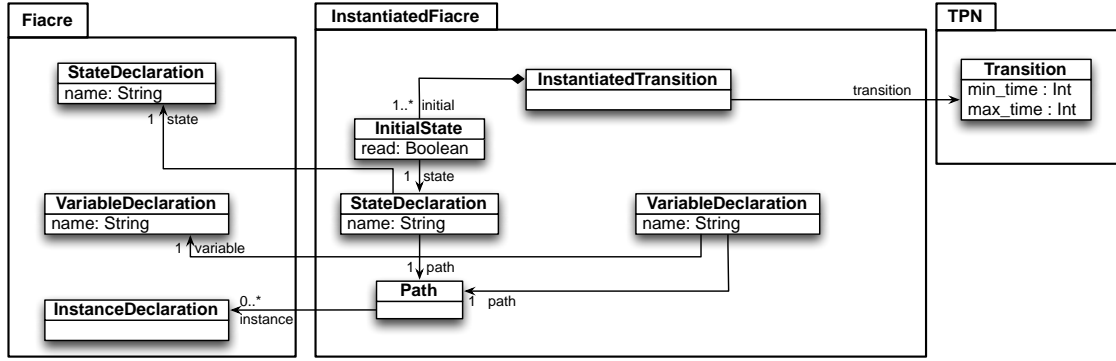 Fiacre
InstantiatedFiacre
TPN
StateDeclaration
name: String
1 state
InstantiatedTransition
transition
Transition
min_time : Int
max_time : Int
1..* initial
InitialState
read: Boolean
1 state
VariableDeclaration
name: String
1 variable
StateDeclaration
name: String
VariableDeclaration
name: String
1 path
Path
1 path
InstanceDeclaration
0..*
instance